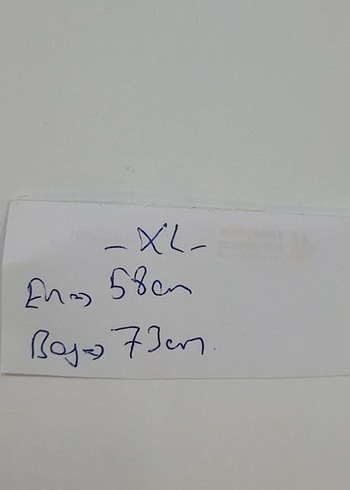 - XL -
En => 58cm
Boy => 73cm.